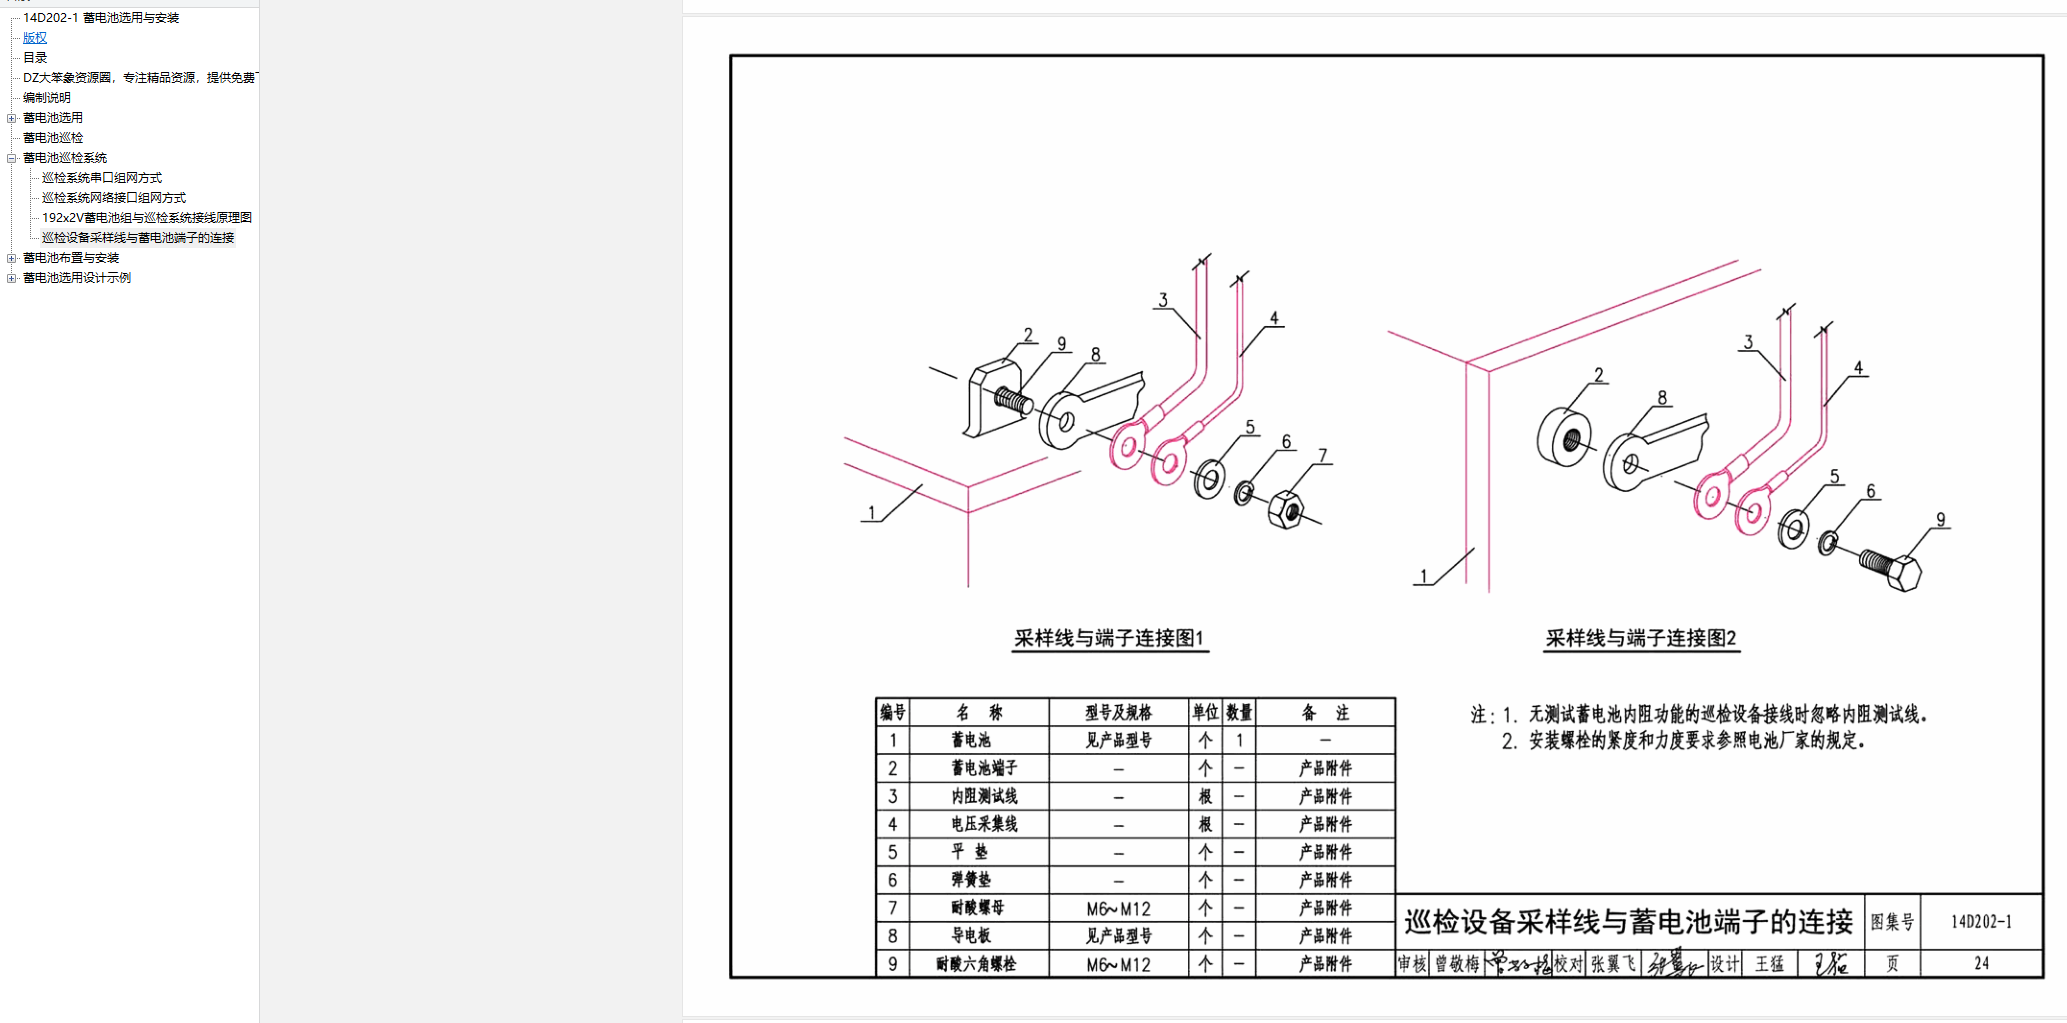 14D202-1 蓄电池选用与安装
版权
目录
DZ大笨象资源圈，专注精品资源，提供免费
编制说明
蓄电池选用
蓄电池巡检
蓄电池巡检系统
巡检系统串口组网方式
巡检系统网络接口组网方式
192x2V蓄电池组与巡检系统接线原理图
巡检设备采样线与蓄电池端子的连接
蓄电池布置与安装
蓄电池选用设计示例
3
4
2
9
8
5
6
7
1
采样线与端子连接图1
3
4
2
8
5
6
9
1
采样线与端子连接图2
编号 名 称 型号及规格 单位 数量 备 注
1 蓄电池 见产品型号 个 1 —
2 蓄电池端子 — 个 — 产品附件
3 内阻测试线 — 根 — 产品附件
4 电压采集线 — 根 — 产品附件
5 平 垫 — 个 — 产品附件
6 弹簧垫 — 个 — 产品附件
7 耐酸螺母 M6~M12 个 — 产品附件
8 导电板 见产品型号 个 — 产品附件
9 耐酸六角螺栓 M6~M12 个 — 产品附件
注：1. 无测试蓄电池内阻功能的巡检设备接线时忽略内阻测试线。
2. 安装螺栓的紧度和力度要求参照电池厂家的规定。
巡检设备采样线与蓄电池端子的连接 图集号 14D202-1
审核 曾敬梅 校对 张翼飞 设计 王猛 页 24